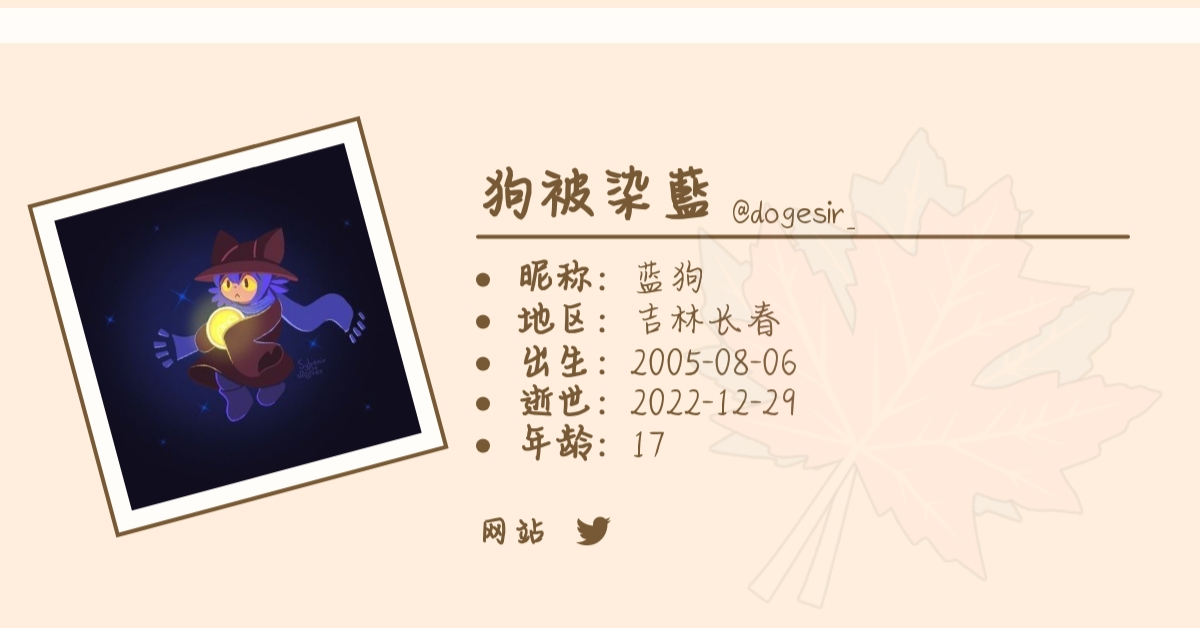 狗被染藍 @dogesir_
昵称： 蓝狗
地区： 吉林长春
出生： 2005-08-06
逝世： 2022-12-29
年龄： 17
网站